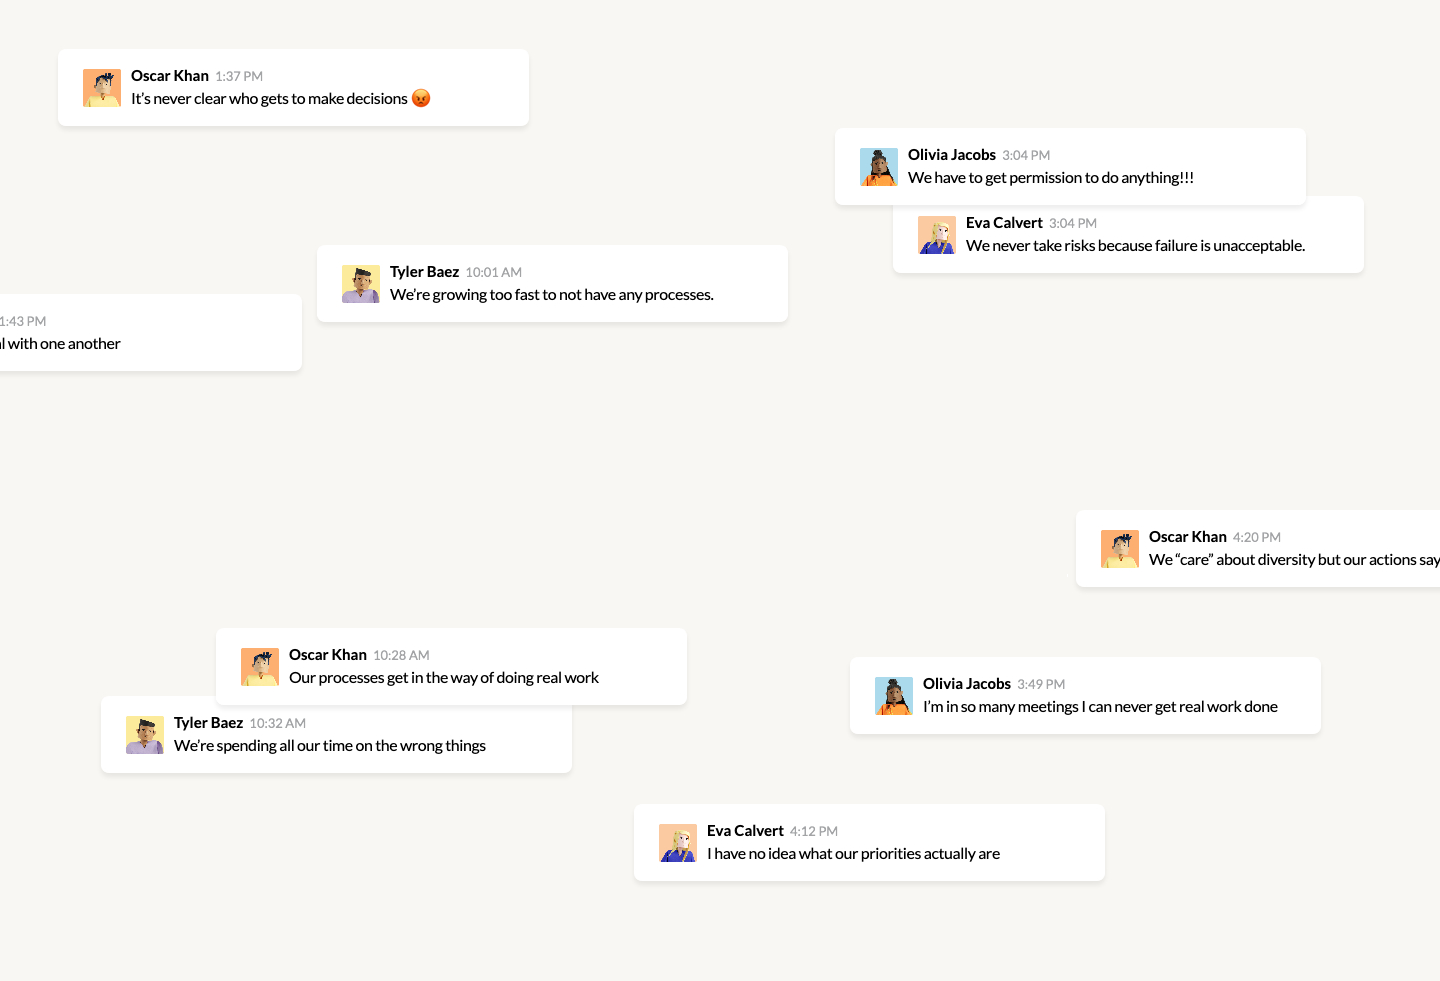 Oscar Khan 1:37 PM
It’s never clear who gets to make decisions 😡
Olivia Jacobs 3:04 PM
We have to get permission to do anything!!!
Eva Calvert 3:04 PM
We never take risks because failure is unacceptable.
Tyler Baez 10:01 AM
We’re growing too fast to not have any processes.
1:43 PM
with one another
Oscar Khan 4:20 PM
We “care” about diversity but our actions say
Oscar Khan 10:28 AM
Our processes get in the way of doing real work
Tyler Baez 10:32 AM
We’re spending all our time on the wrong things
Olivia Jacobs 3:49 PM
I’m in so many meetings I can never get real work done
Eva Calvert 4:12 PM
I have no idea what our priorities actually are